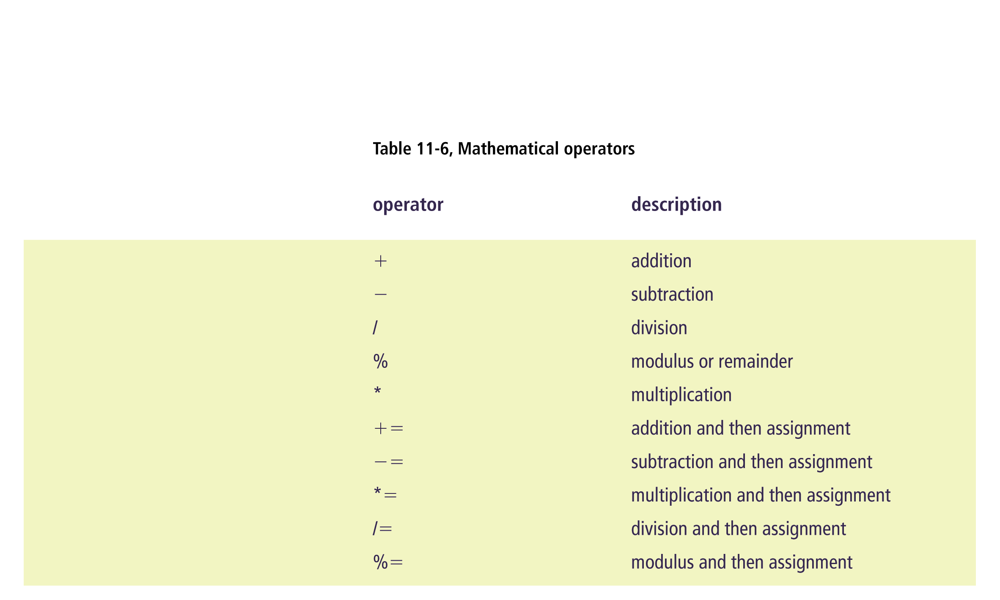 Table 11-6, Mathematical operators
operator description
+ addition
− subtraction
/ division
% modulus or remainder
* multiplication
+= addition and then assignment
−= subtraction and then assignment
*= multiplication and then assignment
/= division and then assignment
%= modulus and then assignment